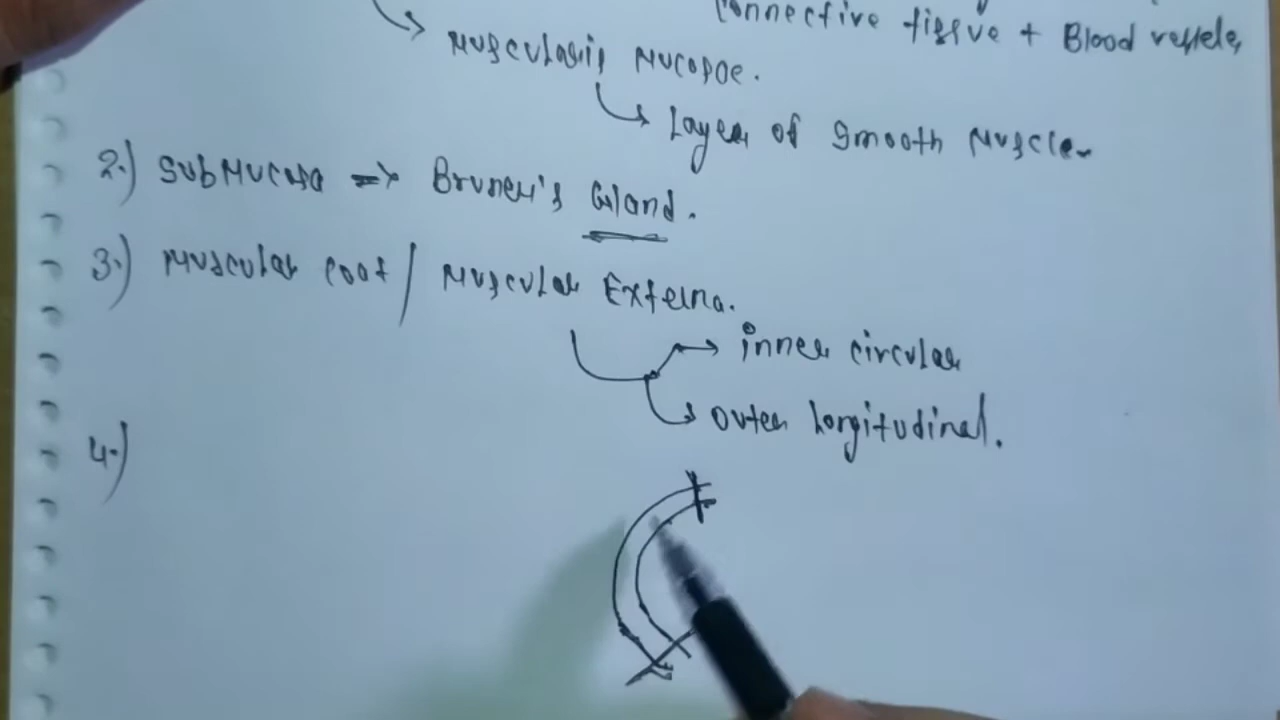 Connective tissue + Blood vessels,
Muscularis Mucosae.
Layer of smooth muscle.
2.) SubMucosa => Bruner's Gland.
3.) Muscular coat / Muscular Externa.
inner circular
outer longitudinal.
4.)